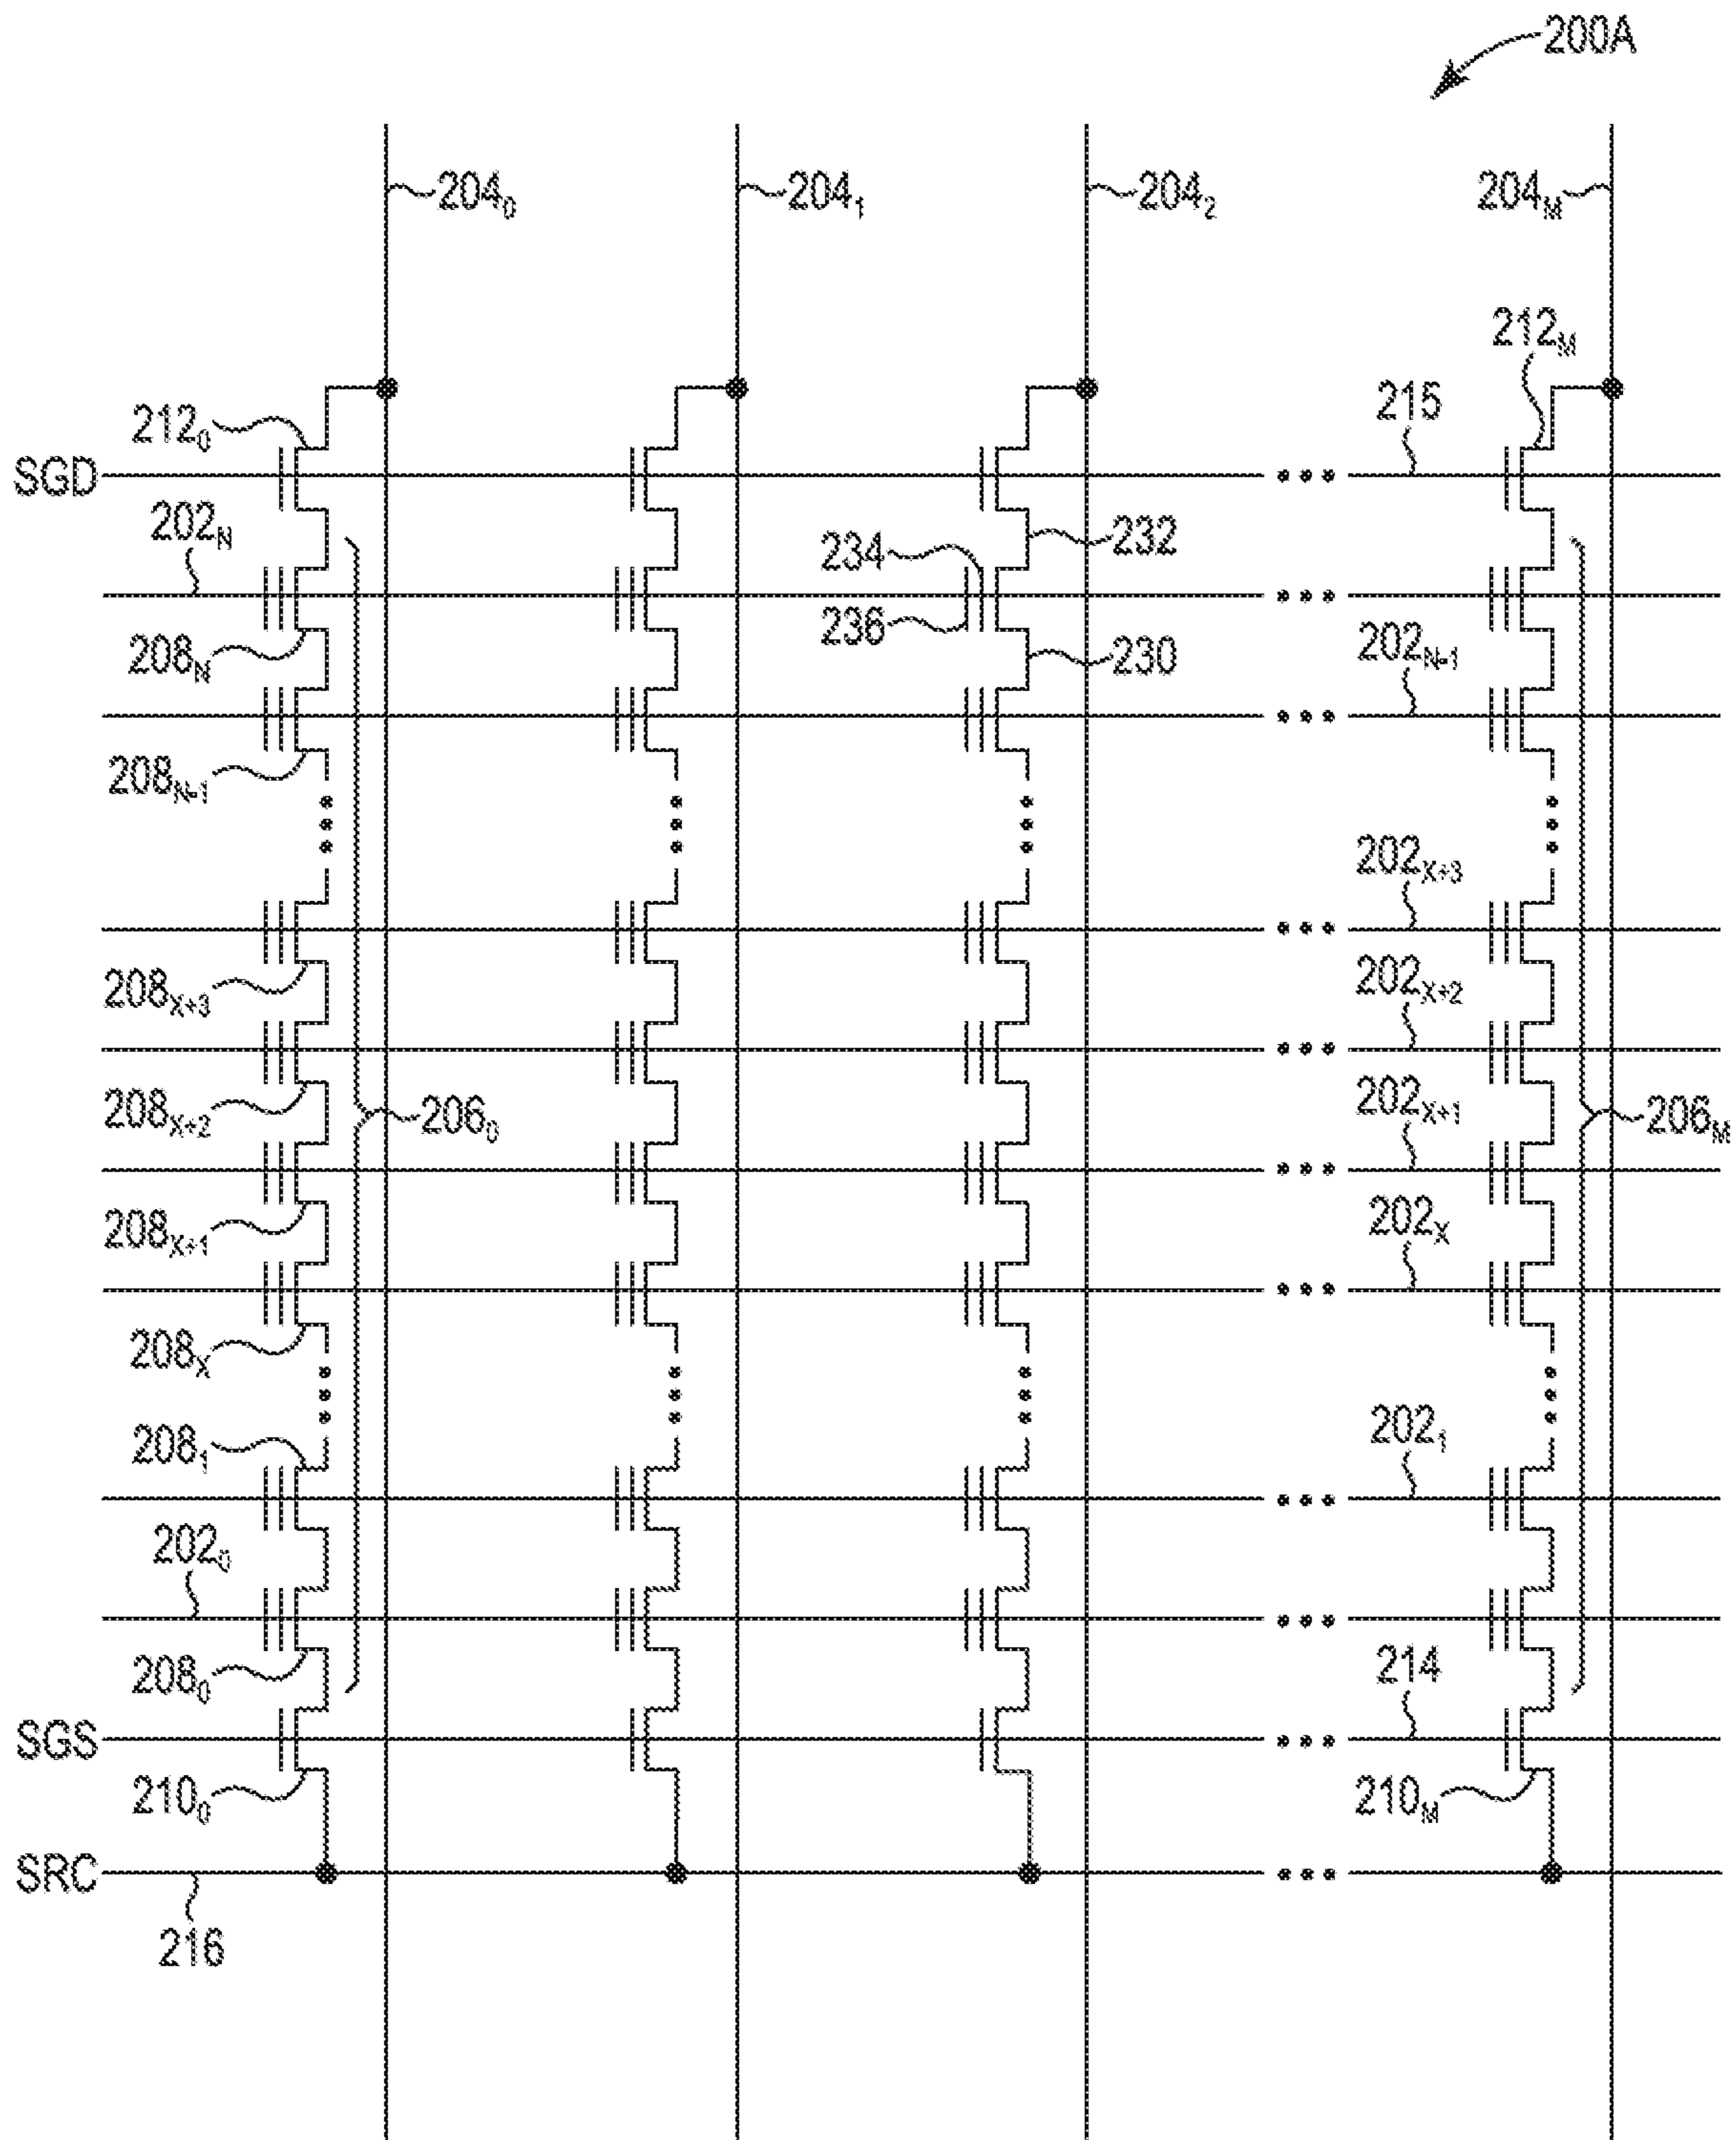 200A
204₀ 204₁ 204₂ 204M
212M
212₀ 215
SGD
202N 234 232
236
208N 230 202N-1
208N-1
202X+3
208X+3 202X+2
208X+2 206₀ 202X+1 206M
208X+1 202X
208X
208₁ 202₁
202₀
208₀ 214
SGS
210₀ 210M
SRC
216